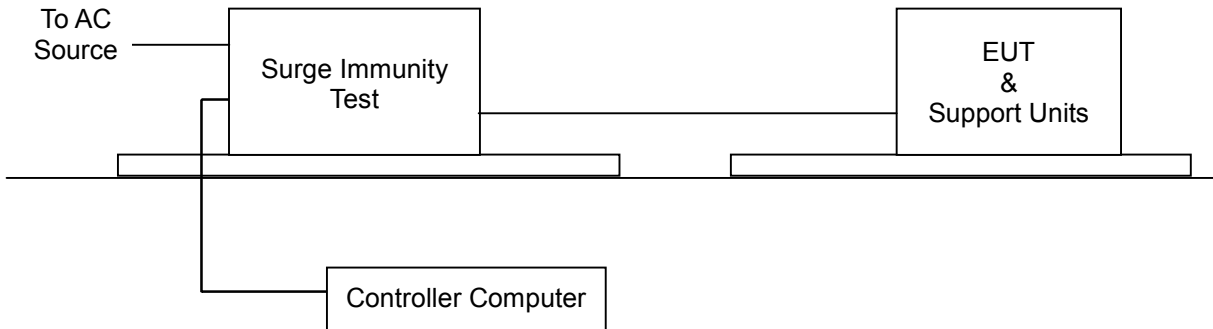 To AC
Source
Surge Immunity
Test
EUT
&
Support Units
Controller Computer